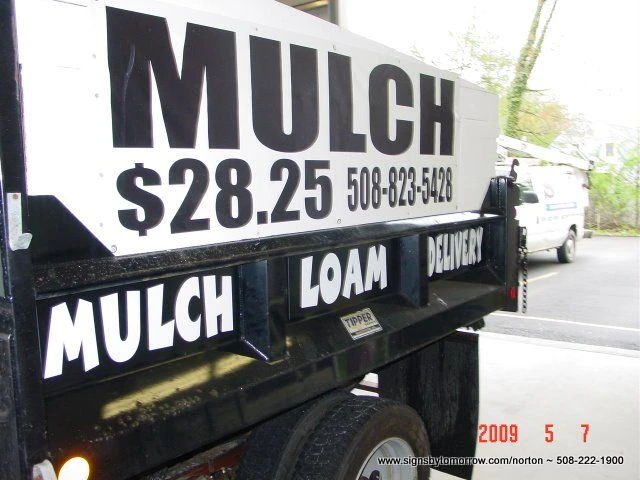 MULCH
$28.25 508-823-5428
MULCH LOAM DELIVERY
TIPPER
2009 5 7
www.signsbytomorrow.com/norton ~ 508-222-1900